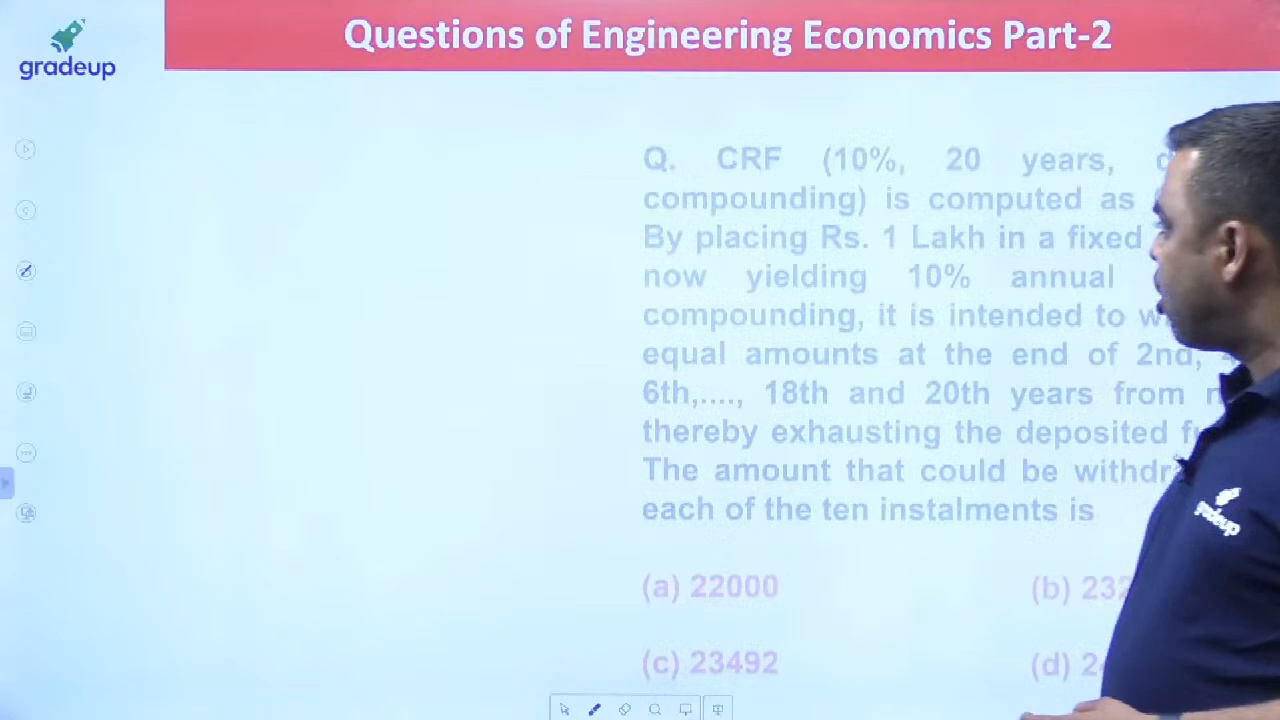 Questions of Engineering Economics Part-2
gradeup
Q. CRF (10%, 20 years,
compounding) is computed as
By placing Rs. 1 Lakh in a fixed
now yielding 10% annual
compounding, it is intended to
equal amounts at the end of 2nd,
6th,...., 18th and 20th years from
thereby exhausting the deposited
The amount that could be
each of the ten instalments is
(a) 22000 (b)
(c) 23492 (d)
gradeup